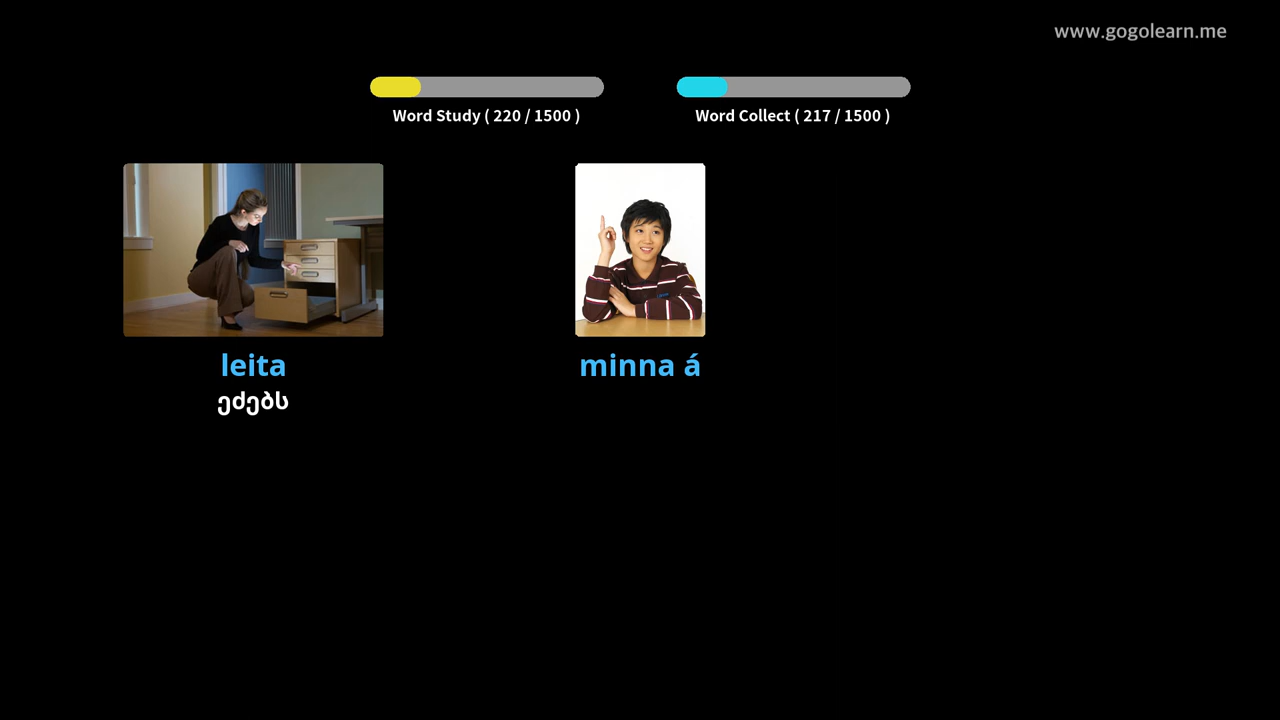 www.gogolearn.me
Word Study ( 220 / 1500 )
Word Collect ( 217 / 1500 )
leita
minna á
ეძებს